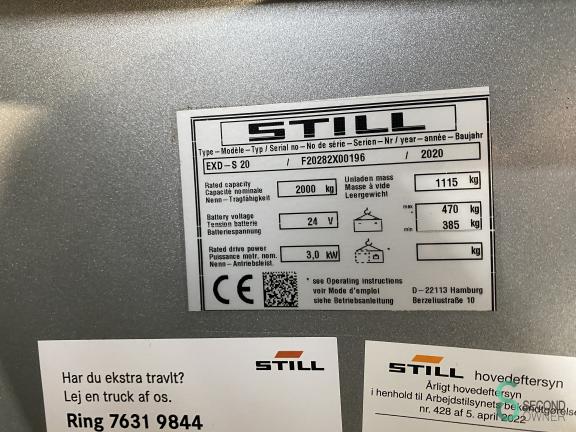 STILL
Type – Modèle – Typ / Serial no – No de série – Serien – Nr / year – année – Baujahr
EXD – S 20 / F20282X00196 / 2020
Rated capacity
Capacité nominale
Nenn – Tragfähigkeit
2000 kg
Unladen mass
Masse à vide
Leergewicht
1115 kg
Battery voltage
Tension batterie
Batteriespannung
24 V
max * 470 kg
min 385 kg
Rated drive power
Puissance motr. nom.
Nenn – Antriebsleist.
3,0 kW
kg
CE
* see Operating instructions
voir Mode d'emploi
siehe Betriebsanleitung
D – 22113 Hamburg
Berzeliustraße 10
STILL
Har du ekstra travlt?
Lej en truck af os.
Ring 7631 9844
STILL hovedeftersyn
Årligt hovedeftersyn
i henhold til Arbejdstilsynets bekendtgørelse
nr. 428 af 5. april 2022
SECOND
OWNER